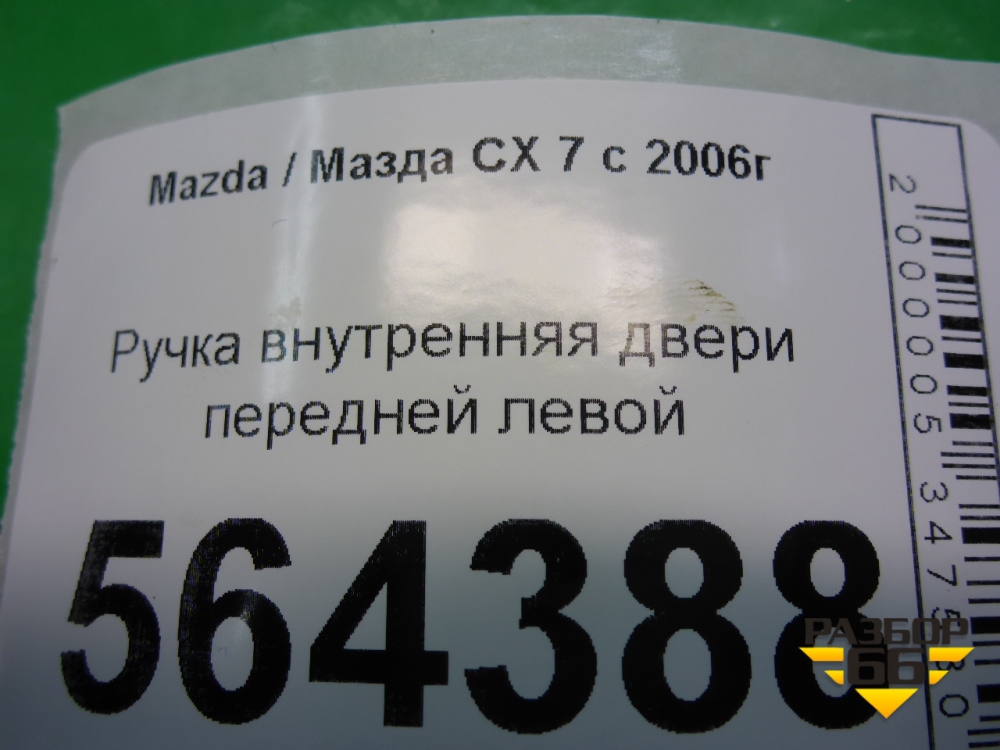 Mazda / Мазда CX 7 с 2006г
Ручка внутренняя двери
передней левой
564388
РАЗБОР
66